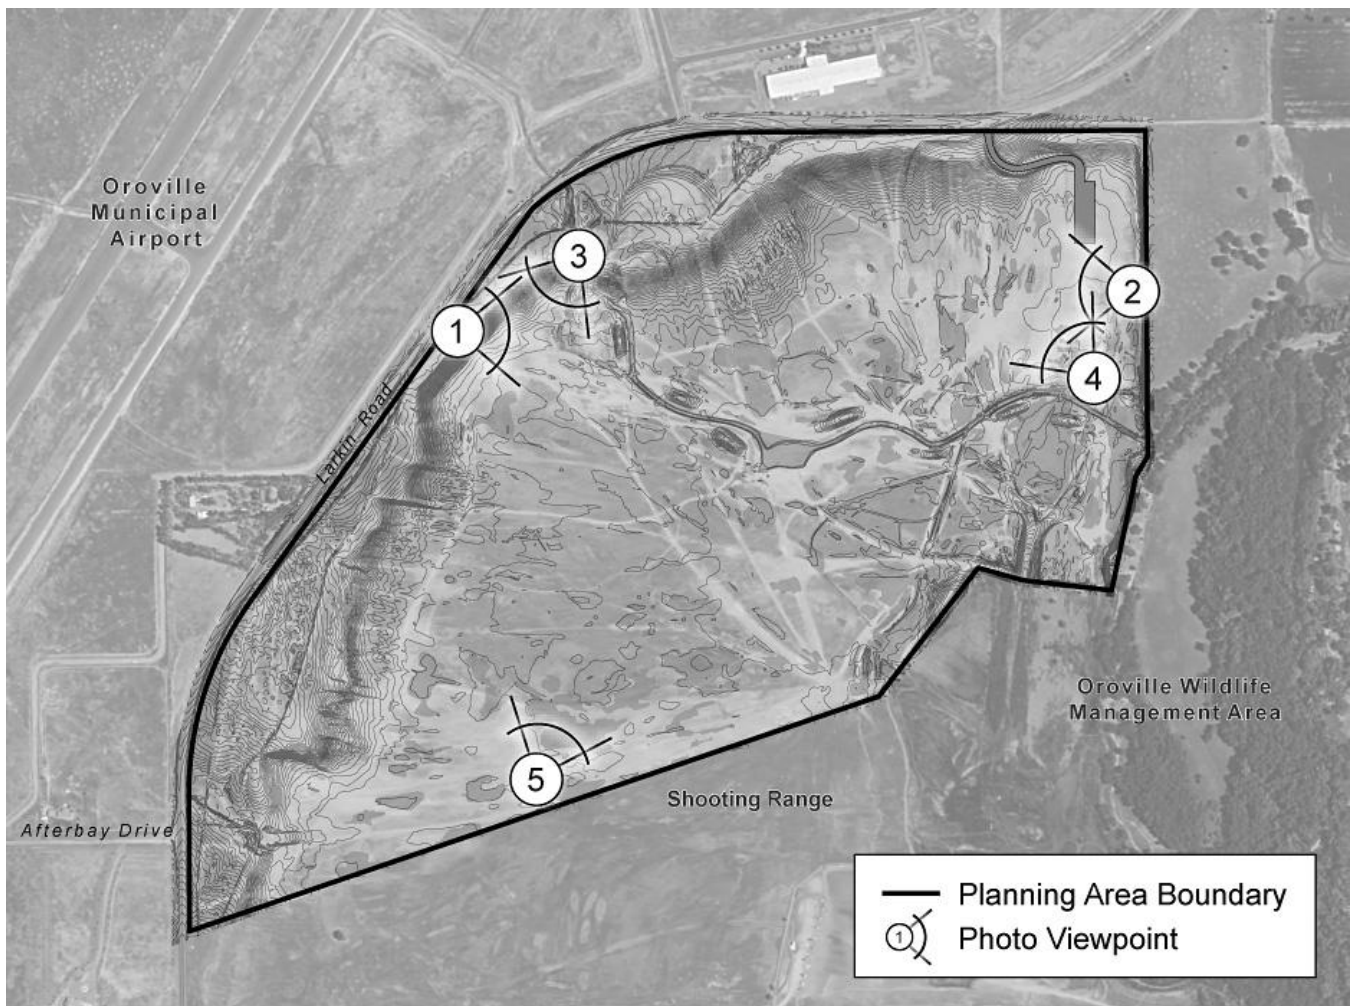 Oroville
Municipal
Airport
3
2
1
4
Larkin Road
Oroville Wildlife
Management Area
5
Shooting Range
Afterbay Drive
Planning Area Boundary
1
Photo Viewpoint